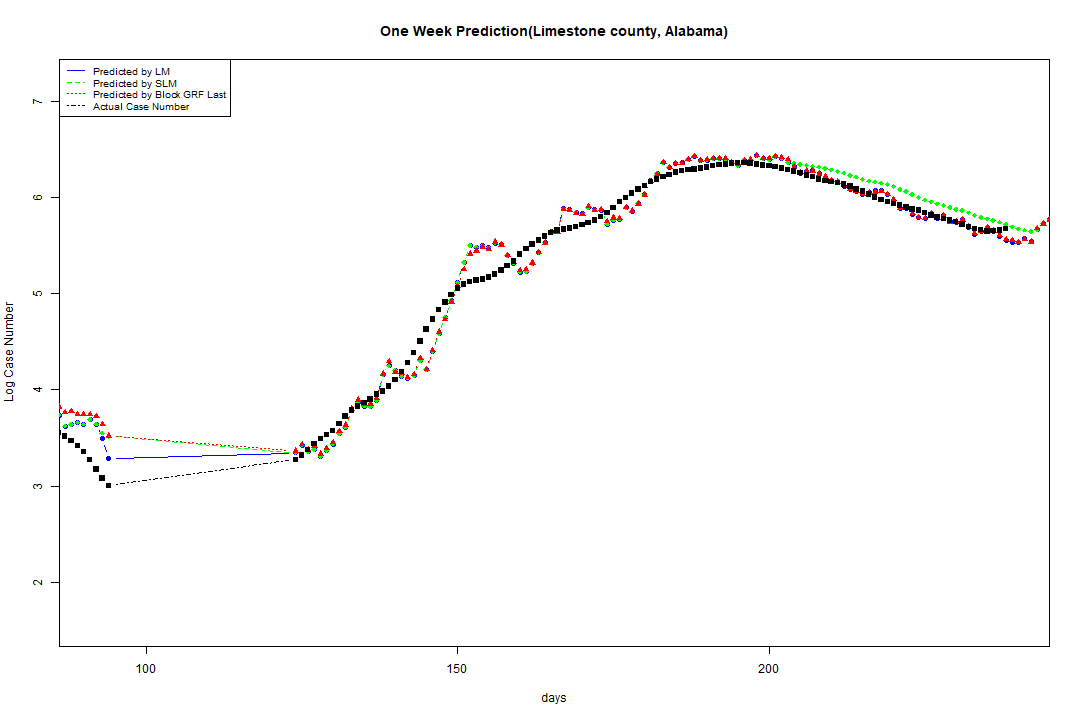 One Week Prediction(Limestone county, Alabama)
Predicted by LM
Predicted by SLM
Predicted by Block GRF Last
Actual Case Number
7
6
5
4
3
2
Log Case Number
100 150 200
days